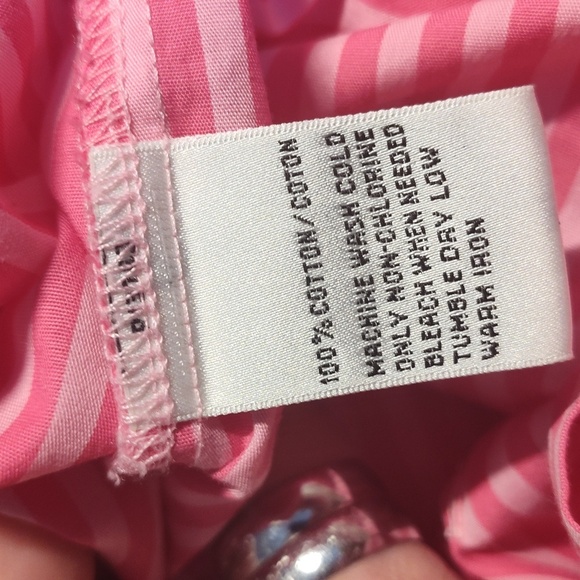 100% COTTON/COTON
MACHINE WASH COLD
ONLY NON-CHLORINE
BLEACH WHEN NEEDED
TUMBLE DRY LOW
WARM IRON